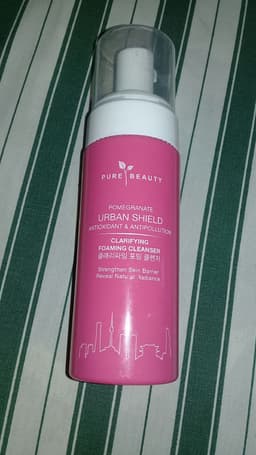 PURE BEAUTY
POMEGRANATE
URBAN SHIELD
ANTIOXIDANT & ANTIPOLLUTION
CLARIFYING
FOAMING CLEANSER
클래리파잉 포밍 클렌저
Strengthen Skin Barrier
Reveal Natural Radiance